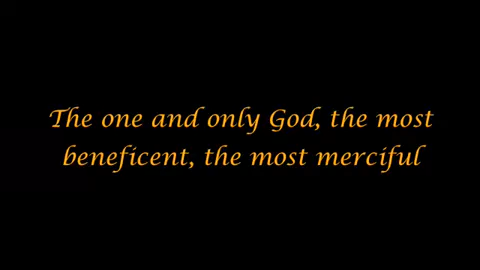 The one and only God, the most
beneficent, the most merciful